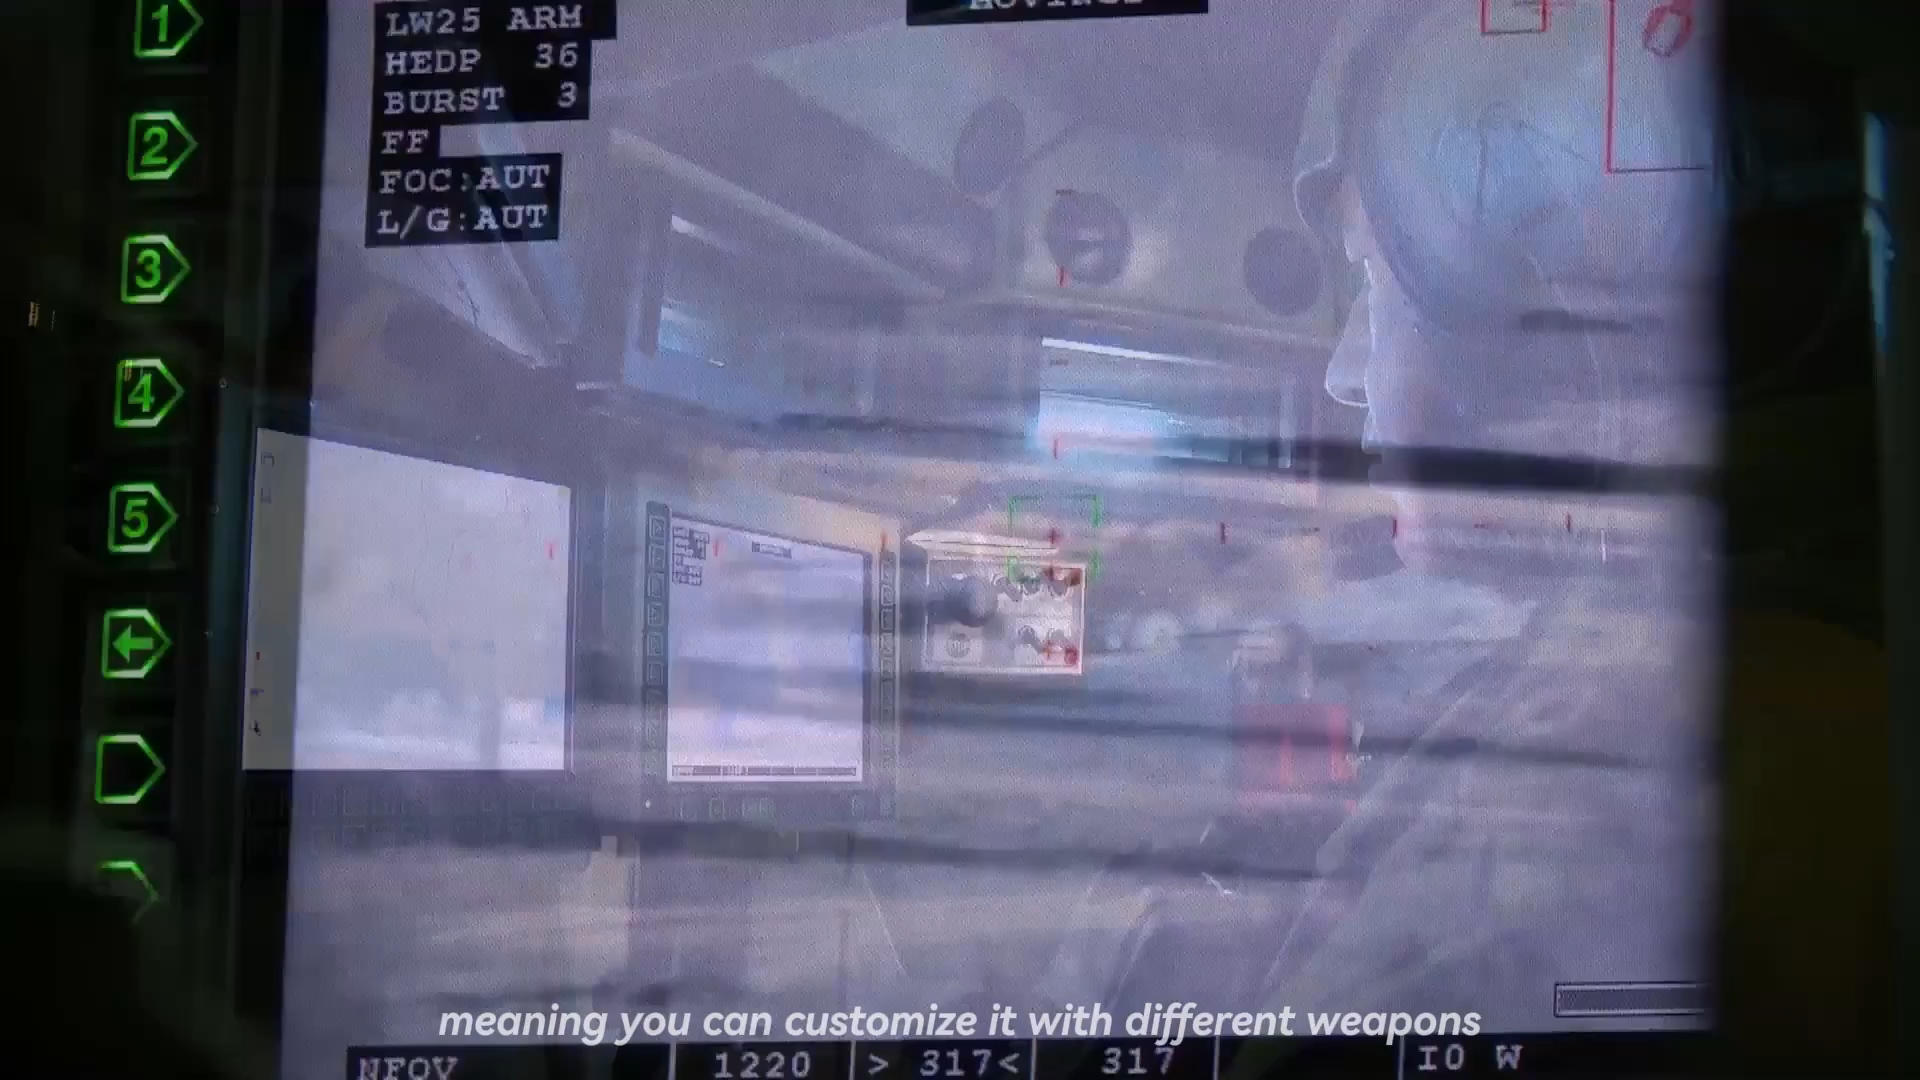 1
LW25 ARM
HEDP 36
BURST 3
FF
FOC:AUT
L/G:AUT
2
3
4
5
meaning you can customize it with different weapons
NFOV 1220 > 317< 317 IO W